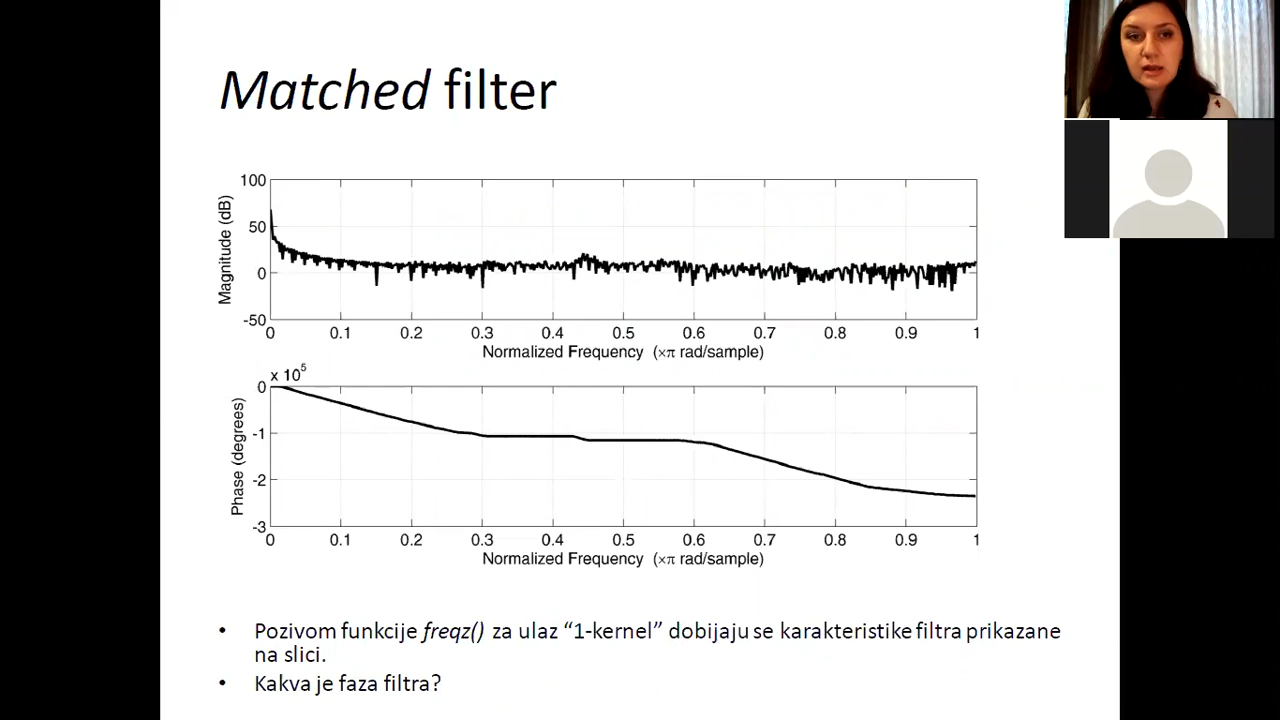 Matched filter
100
50
0
-50
Magnitude (dB)
0 0.1 0.2 0.3 0.4 0.5 0.6 0.7 0.8 0.9 1
Normalized Frequency (×π rad/sample)
x 10^5
0
-1
-2
-3
Phase (degrees)
0 0.1 0.2 0.3 0.4 0.5 0.6 0.7 0.8 0.9 1
Normalized Frequency (×π rad/sample)
• Pozivom funkcije freqz() za ulaz “1-kernel” dobijaju se karakteristike filtra prikazane
na slici.
• Kakva je faza filtra?